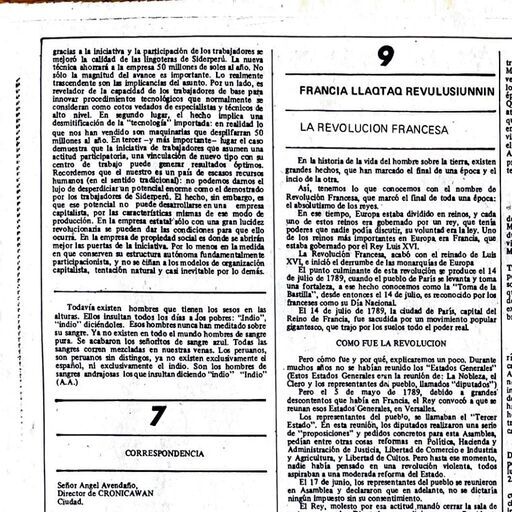 gracias a la iniciativa y la participación de los trabajadores se
mejoró la calidad de las lingoteras de Siderperú. La nueva
técnica ahorrará a la empresa 50 millones de soles al año. No
sólo la magnitud del avance es importante. Lo realmente
trascendente son las implicancias del asunto. Por un lado, es
revelador de la capacidad de los trabajadores de base para
innovar procedimientos tecnológicos que normalmente se
consideran como cotos vedados de especialistas y técnicos de
alto nivel. En segundo lugar, el hecho implica una
desmitificación de la "tecnología" importada: en realidad lo
que nos han vendido son maquinarias que despilfarran 50
millones al año. En tercer —y más importante— lugar el caso
demuestra que la iniciativa de trabajadores que asumen una
actitud participatoria, una vinculación de nuevo tipo con su
centro de trabajo engendra resultados óptimos.
Recordemos que el nuestro es un país de escasos recursos
humanos (en el sentido tradicional): no podemos darnos el
lujo de desperdiciar un potencial enorme como el demostrado
por los trabajadores de Siderperú. El hecho, sin embargo, es
que ese potencial no puede desarrollarse en una empresa
capitalista, por las características mismas de ese modo de
producción. En la empresa estatal sólo con una gran lucidez
revolucionaria se pueden dar las condiciones para que ello
ocurra. En la empresa de propiedad social es donde se abrirán
mejor las puertas de la iniciativa. Por lo menos en la medida
en que conserven su estructura autónoma fundamentalmente
participacionista, y no se ciñan a los modelos de organización
capitalista, tentación natural y casi inevitable por lo demás.
Todavía existen hombres que tienen los sesos en las
alturas. Ellos insultan todos los días a los pobres: "Indio",
"indio" diciéndoles. Esos hombres nunca han meditado sobre
su sangre. Ya no existen en todo el mundo hombres de sangre
pura. Se acabaron los señoritos de sangre azul. Todas las
sangres corren mezcladas en nuestras venas. Los peruanos,
son peruanos sin distingos, ya no existen exclusivamente el
español, ni exclusivamente el indio. Son los hombres de
sangres andrajosas los que insultan diciendo "indio" "Indio"
(A.A.)
7
CORRESPONDENCIA
Señor Angel Avendaño,
Director de CRONICAWAN
Ciudad.
9
FRANCIA LLAQTAQ REVULUSIUNNIN
LA REVOLUCION FRANCESA
En la historia de la vida del hombre sobre la tierra, existen
grandes hechos, que han marcado el final de una época y el
incio de la otra.
Así, tenemos lo que conocemos con el nombre de
Revolución Francesa, que marcó el final de toda una época:
el absolutismo de los reyes.
En ese tiempo, Europa estaba dividido en reinos, y cada
uno de estos reinos era gobernado por un rey, que tenía
poderes que nadie podía discutir, su voluntad era la ley. Uno
de los reinos más importantes en Europa era Francia, que
estaba gobernado por el Rey Luis XVI.
La Revolución Francesa, acabó con el reinado de Luis
XVI, e inició el derrumbe de las monarquías de Europa
El punto culminante de esta revolución se produce el 14
de julio de 1789, cuando el pueblo de París se levanta y toma
una fortaleza, a ese hecho conocemos como la "Toma de la
Bastilla", desde entonces el 14 de julio, es reconocido por los
franceses como su Día Nacional.
El 14 de julio de 1789, la ciudad de París, capital del
Reino de Francia, fue sacudida por un movimiento popular
gigantesco, que trajo por los suelos todo el poder real.
COMO FUE LA REVOLUCION
Pero cómo fue y por qué, explicaremos un poco. Durante
muchos años no se habían reunido los "Estados Generales"
(Estos Estados Generales eran la reunión de: La Nobleza, el
Clero y los representantes del pueblo, llamados "diputados")
Pero el 5 de mayo de 1789, debido a grandes
descontentos que había en Francia, el Rey convocó a que se
reunan esos Estados Generales, en Versalles.
Los representantes del pueblo, se llamaban el "Tercer
Estado". En esta reunión, los diputados realizaron una serie
de "proposiciones" y pedidos concretos para esta Asamblea,
pedían entre otras cosas reformas en Política, Hacienda y
Administración de Justicia, Libertad de Comercio e Industria
y Agricultura, y Libertad de Cultos. Pero hasta ese momento,
nadie había pensado en una revolución violenta, todos
aspiraban a una moderada reforma del Estado.
El 17 de junio, los representantes del pueblo se reunieron
en Asamblea y declararon que en adelante, no se dictaría
ningún impuesto sin su consentimiento.
El Rey, molesto por esa actitud mandó cerrar la sala de